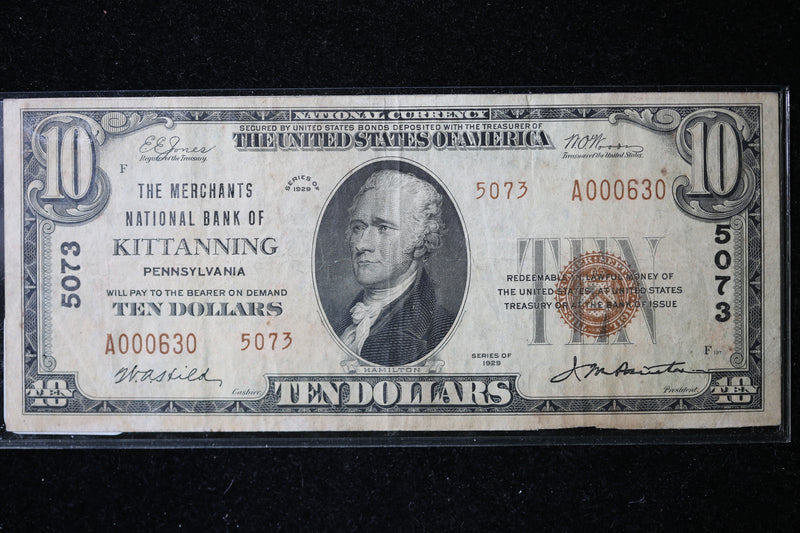 NATIONAL CURRENCY
SECURED BY UNITED STATES BONDS DEPOSITED WITH THE TREASURER OF
THE UNITED STATES OF AMERICA
10
10
E E Jones
Register of the Treasury.
W.O. Woods
Treasurer of the United States.
F
THE MERCHANTS
NATIONAL BANK OF
KITTANNING
PENNSYLVANIA
WILL PAY TO THE BEARER ON DEMAND
TEN DOLLARS
SERIES OF
1929
5073 A000630
5073
5073
TEN
REDEEMABLE IN LAWFUL MONEY OF
THE UNITED STATES AT UNITED STATES
TREASURY OR AT THE BANK OF ISSUE
A000630 5073
HAMILTON
SERIES OF
1929
F
Cashier.
President.
10
TEN
TEN DOLLARS
10
TEN